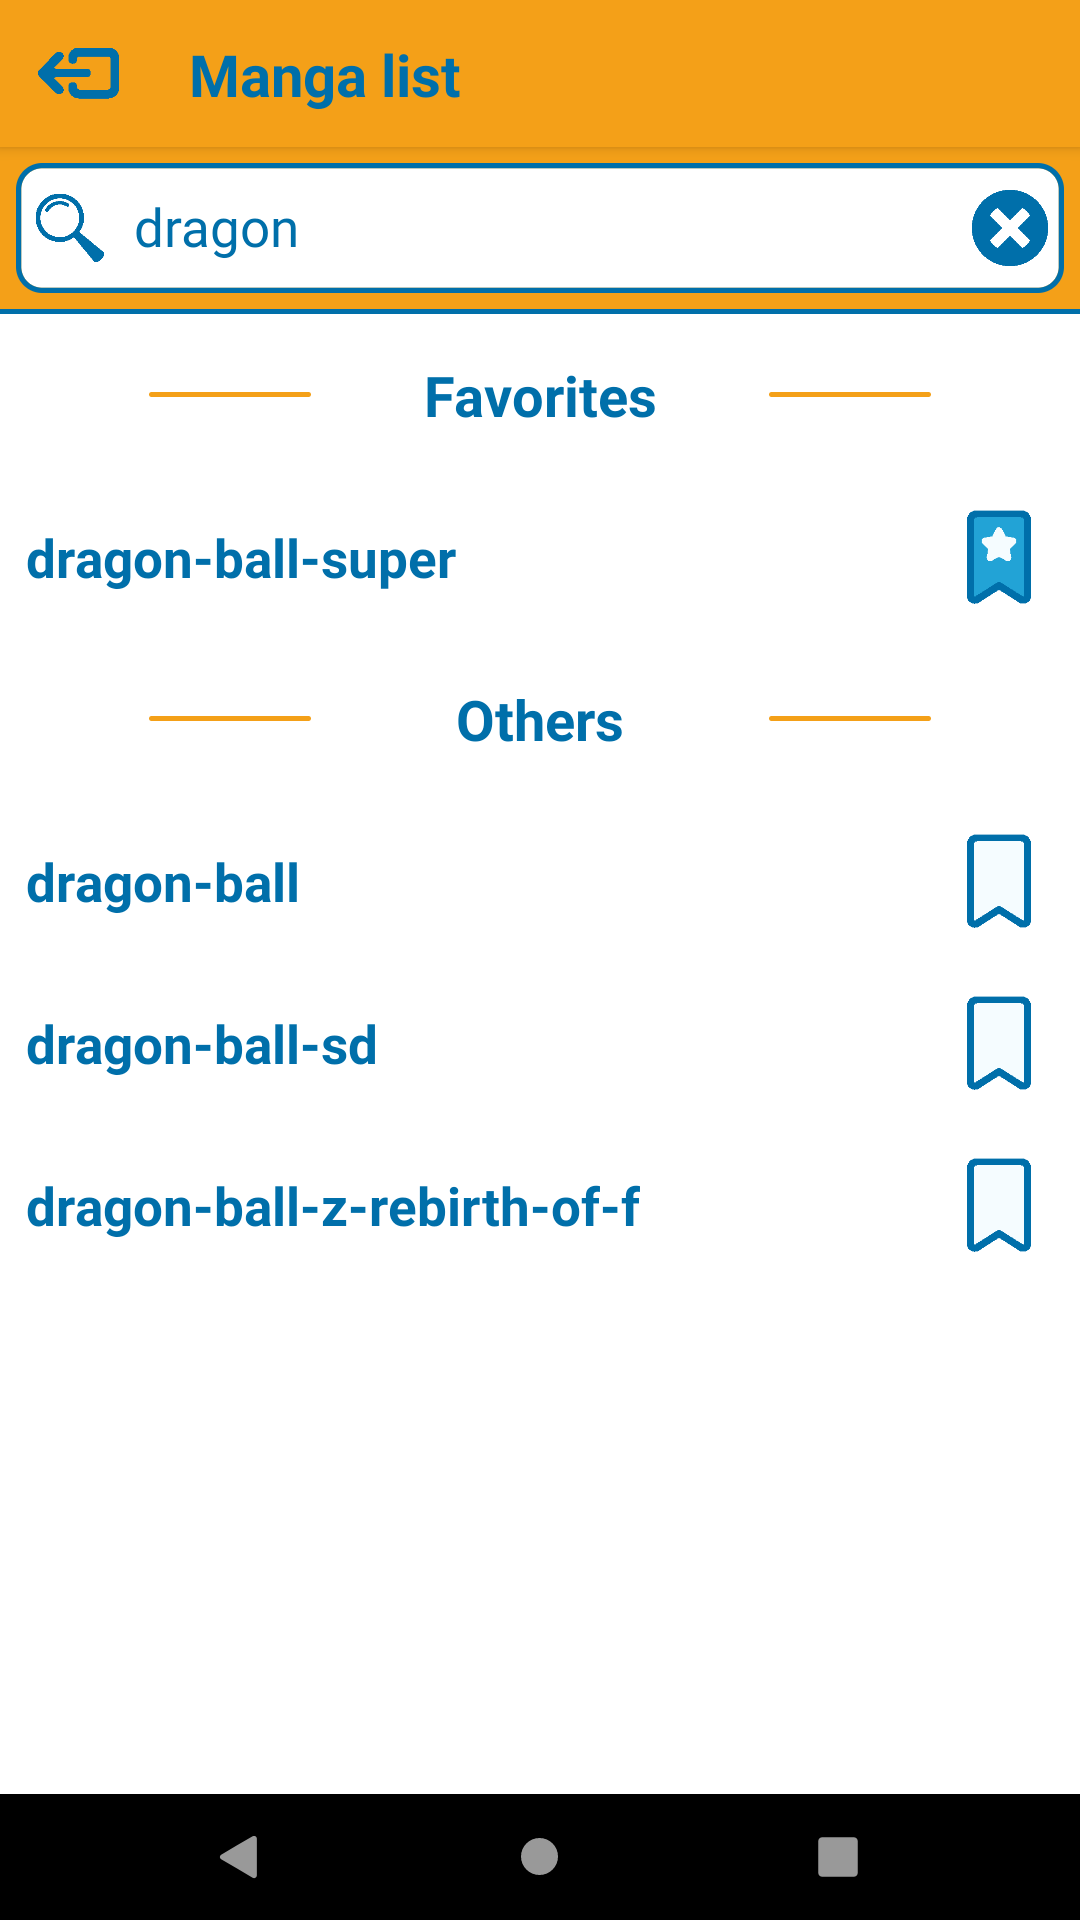 Manga list
dragon
Favorites
dragon-ball-super
Others
dragon-ball
dragon-ball-sd
dragon-ball-z-rebirth-of-f